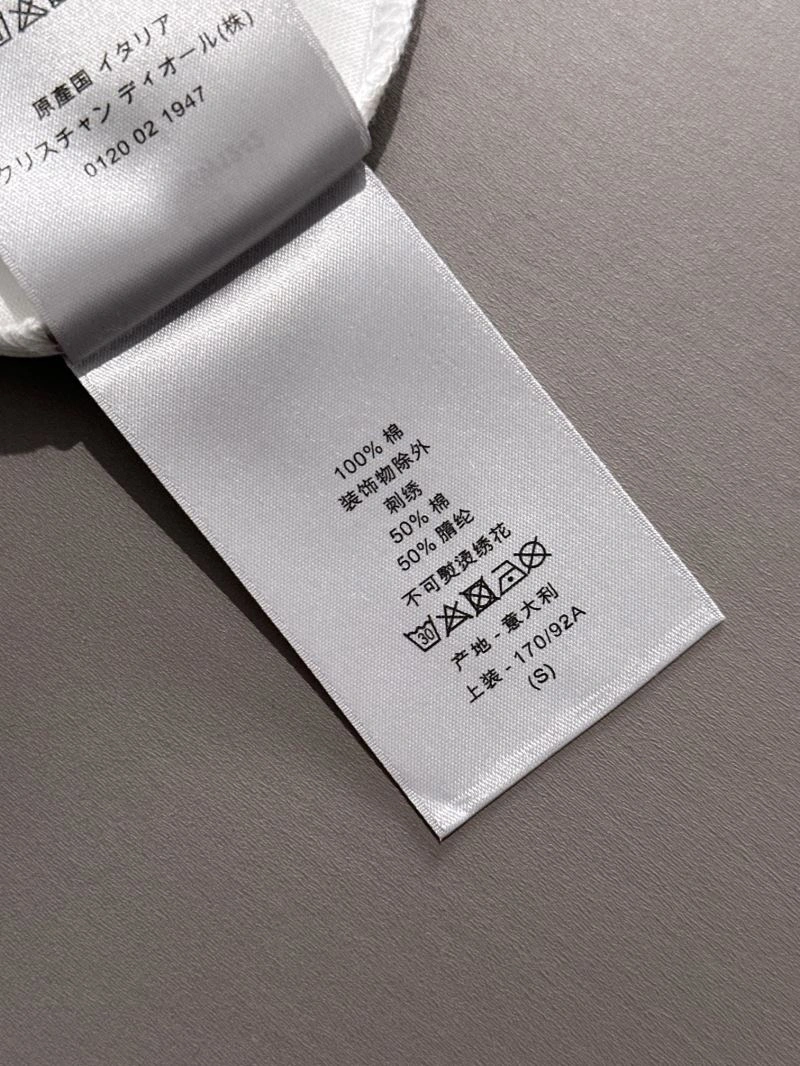 原產国 イタリア
クリスチャン ディオール(株)
0120 02 1947
100% 棉
装饰物除外
刺绣
50% 棉
50% 腈纶
不可熨烫绣花
30
产地 - 意大利
上装 - 170/92A
(S)